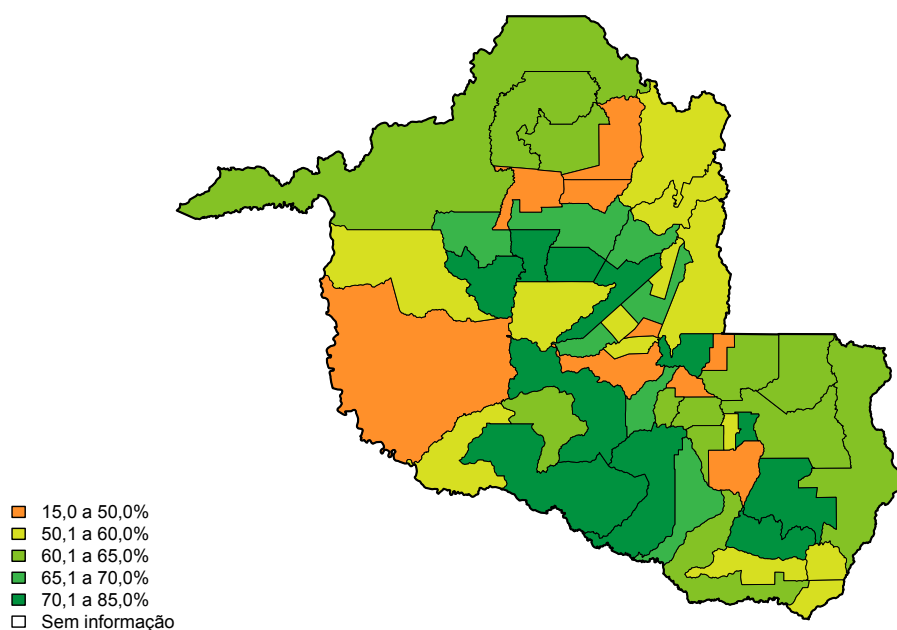 15,0 a 50,0%
50,1 a 60,0%
60,1 a 65,0%
65,1 a 70,0%
70,1 a 85,0%
Sem informação